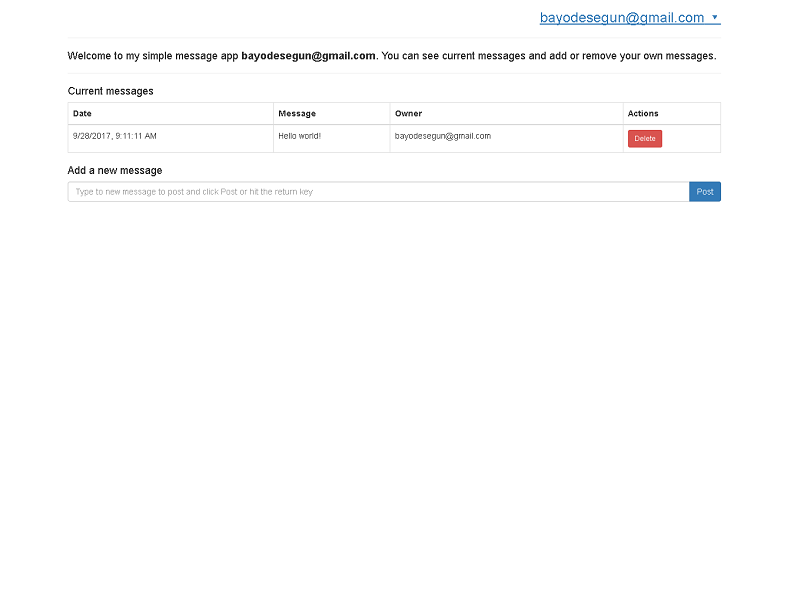 bayodesegun@gmail.com ▼
Welcome to my simple message app bayodesegun@gmail.com. You can see current messages and add or remove your own messages.
Current messages
Date Message Owner Actions
9/28/2017, 9:11:11 AM Hello world! bayodesegun@gmail.com Delete
Add a new message
Type to new message to post and click Post or hit the return key Post